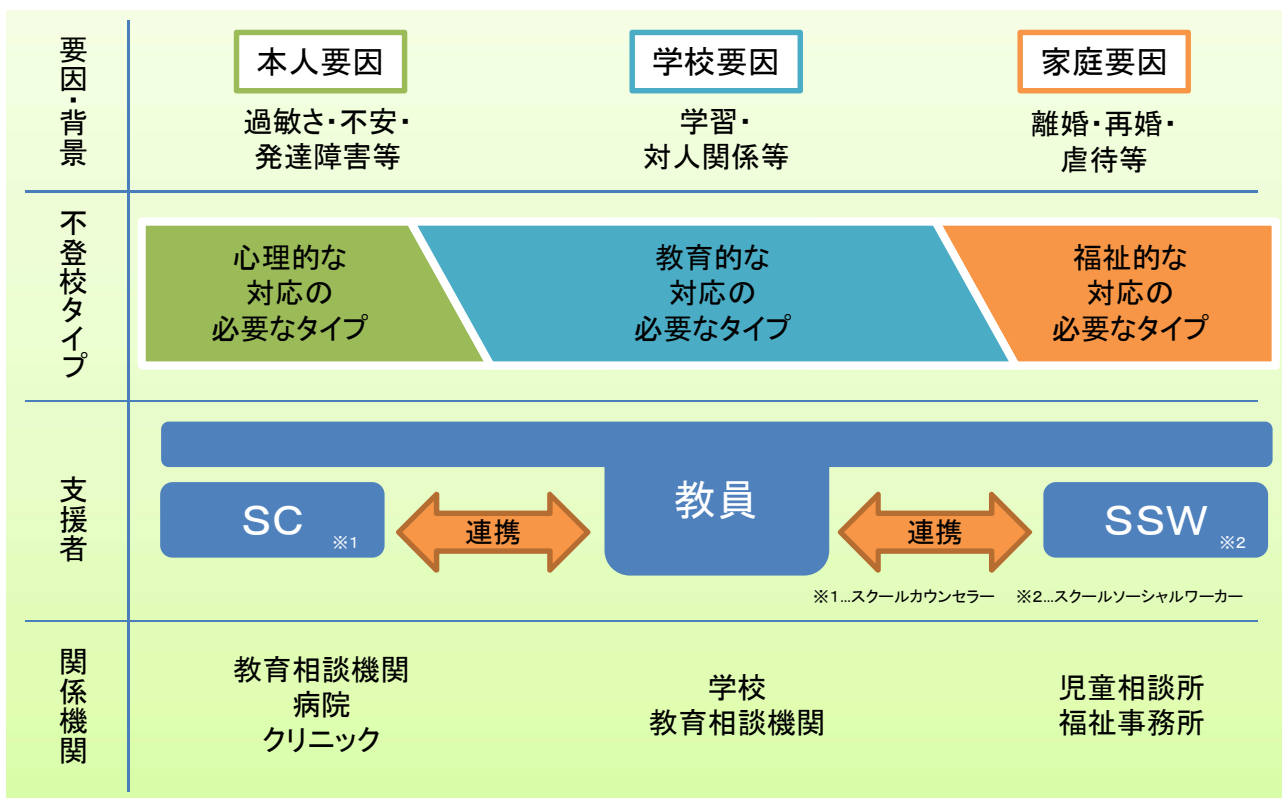 要因・背景
本人要因
学校要因
家庭要因
過敏さ・不安・
発達障害等
学習・
対人関係等
離婚・再婚・
虐待等
不登校タイプ
心理的な
対応の
必要なタイプ
教育的な
対応の
必要なタイプ
福祉的な
対応の
必要なタイプ
支援者
SC ※1
連携
教員
連携
SSW ※2
※1…スクールカウンセラー ※2…スクールソーシャルワーカー
関係機関
教育相談機関
病院
クリニック
学校
教育相談機関
児童相談所
福祉事務所